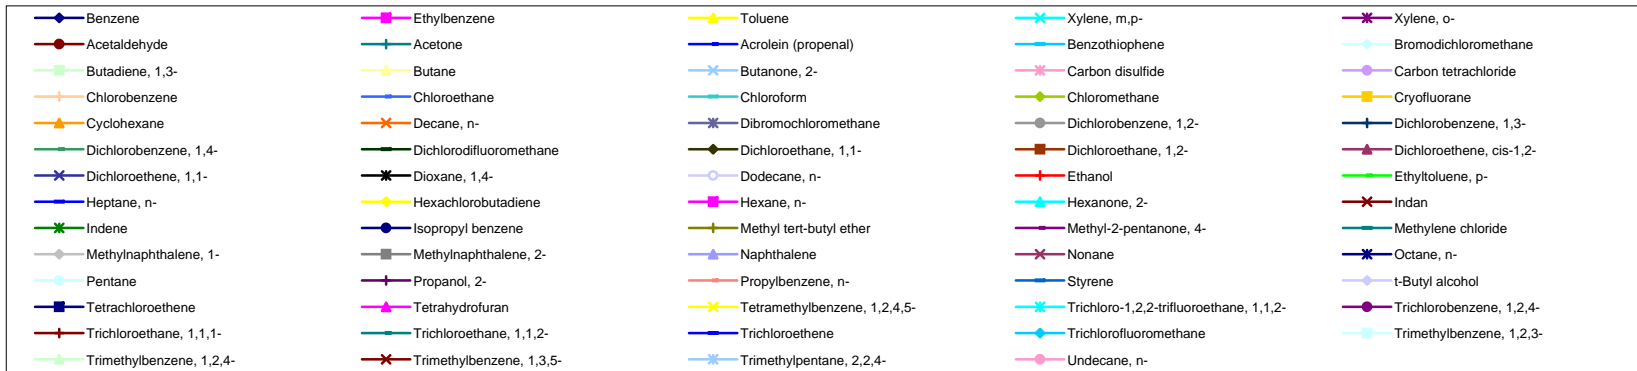 Benzene Ethylbenzene Toluene Xylene, m,p- Xylene, o-
Acetaldehyde Acetone Acrolein (propenal) Benzothiophene Bromodichloromethane
Butadiene, 1,3- Butane Butanone, 2- Carbon disulfide Carbon tetrachloride
Chlorobenzene Chloroethane Chloroform Chloromethane Cryofluorane
Cyclohexane Decane, n- Dibromochloromethane Dichlorobenzene, 1,2- Dichlorobenzene, 1,3-
Dichlorobenzene, 1,4- Dichlorodifluoromethane Dichloroethane, 1,1- Dichloroethane, 1,2- Dichloroethene, cis-1,2-
Dichloroethene, 1,1- Dioxane, 1,4- Dodecane, n- Ethanol Ethyltoluene, p-
Heptane, n- Hexachlorobutadiene Hexane, n- Hexanone, 2- Indan
Indene Isopropyl benzene Methyl tert-butyl ether Methyl-2-pentanone, 4- Methylene chloride
Methylnaphthalene, 1- Methylnaphthalene, 2- Naphthalene Nonane Octane, n-
Pentane Propanol, 2- Propylbenzene, n- Styrene t-Butyl alcohol
Tetrachloroethene Tetrahydrofuran Tetramethylbenzene, 1,2,4,5- Trichloro-1,2,2-trifluoroethane, 1,1,2- Trichlorobenzene, 1,2,4-
Trichloroethane, 1,1,1- Trichloroethane, 1,1,2- Trichloroethene Trichlorofluoromethane Trimethylbenzene, 1,2,3-
Trimethylbenzene, 1,2,4- Trimethylbenzene, 1,3,5- Trimethylpentane, 2,2,4- Undecane, n-